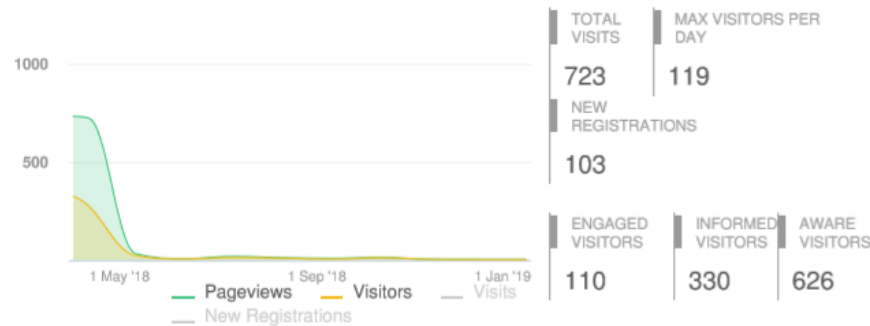 1000
500
1 May '18
1 Sep '18
1 Jan '19
Pageviews
Visitors
Visits
New Registrations
TOTAL
VISITS
723
MAX VISITORS PER
DAY
119
NEW
REGISTRATIONS
103
ENGAGED
VISITORS
110
INFORMED
VISITORS
330
AWARE
VISITORS
626